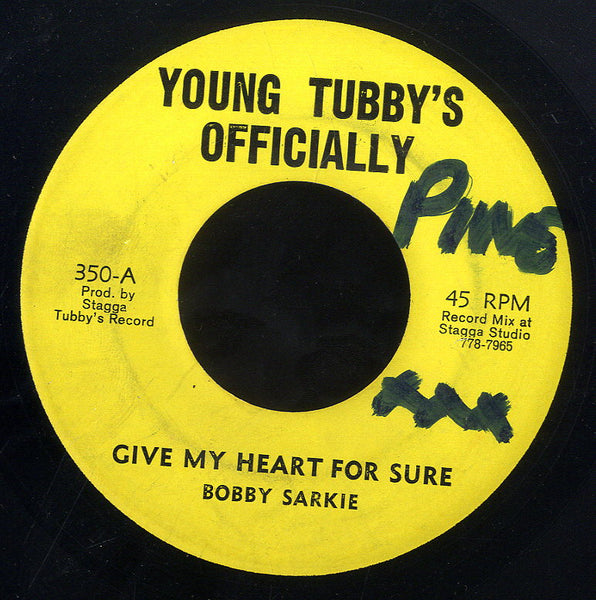 YOUNG TUBBY'S
OFFICIALLY
350-A
Prod. by
Stagga
Tubby's Record
45 RPM
Record Mix at
Stagga Studio
778-7965
GIVE MY HEART FOR SURE
BOBBY SARKIE